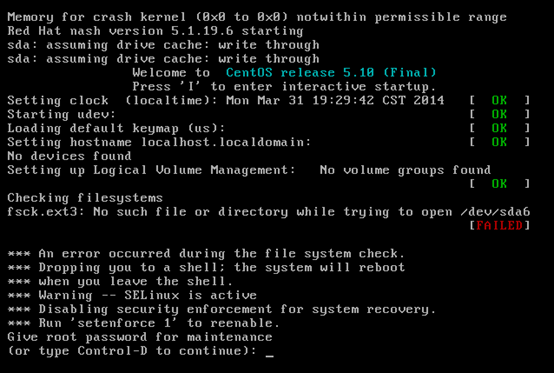 Memory for crash kernel (0x0 to 0x0) notwithin permissible range
Red Hat nash version 5.1.19.6 starting
sda: assuming drive cache: write through
sda: assuming drive cache: write through
Welcome to CentOS release 5.10 (Final)
Press 'I' to enter interactive startup.
Setting clock (localtime): Mon Mar 31 19:29:42 CST 2014 [ OK ]
Starting udev: [ OK ]
Loading default keymap (us): [ OK ]
Setting hostname localhost.localdomain: [ OK ]
No devices found
Setting up Logical Volume Management: No volume groups found
[ OK ]
Checking filesystems
fsck.ext3: No such file or directory while trying to open /dev/sda6
[FAILED]
*** An error occurred during the file system check.
*** Dropping you to a shell; the system will reboot
*** when you leave the shell.
*** Warning -- SELinux is active
*** Disabling security enforcement for system recovery.
*** Run 'setenforce 1' to reenable.
Give root password for maintenance
(or type Control-D to continue): _